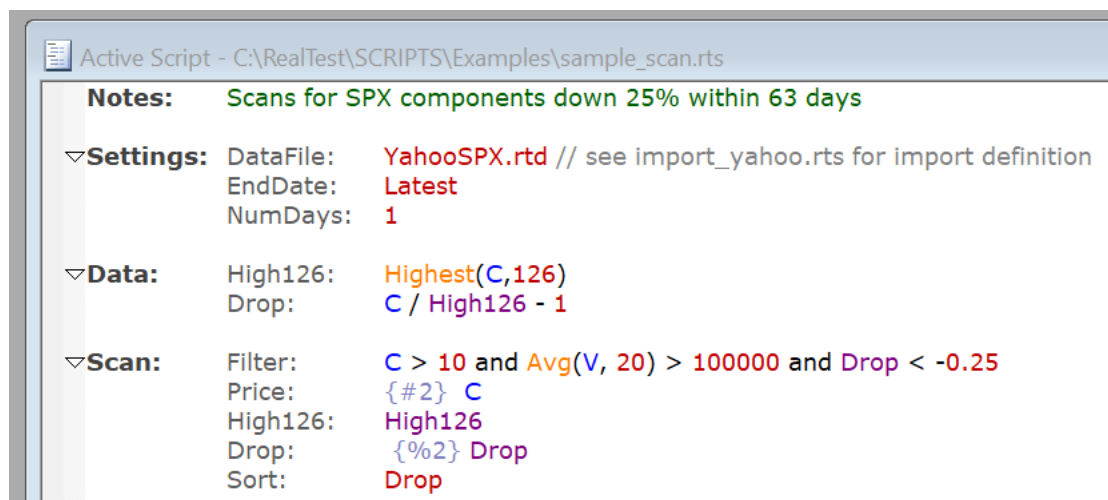 Active Script - C:\RealTest\SCRIPTS\Examples\sample_scan.rts
Notes: Scans for SPX components down 25% within 63 days
Settings: DataFile: YahooSPX.rtd // see import_yahoo.rts for import definition
EndDate: Latest
NumDays: 1
Data: High126: Highest(C,126)
Drop: C / High126 - 1
Scan: Filter: C > 10 and Avg(V, 20) > 100000 and Drop < -0.25
Price: {#2} C
High126: High126
Drop: {%2} Drop
Sort: Drop